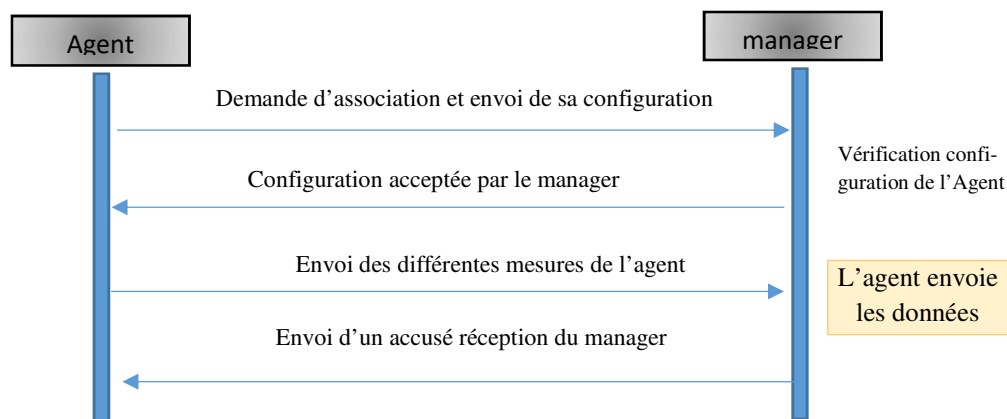 Agent
manager
Demande d’association et envoi de sa configuration
Vérification confi-
guration de l’Agent
Configuration acceptée par le manager
Envoi des différentes mesures de l’agent
L’agent envoie
les données
Envoi d’un accusé réception du manager